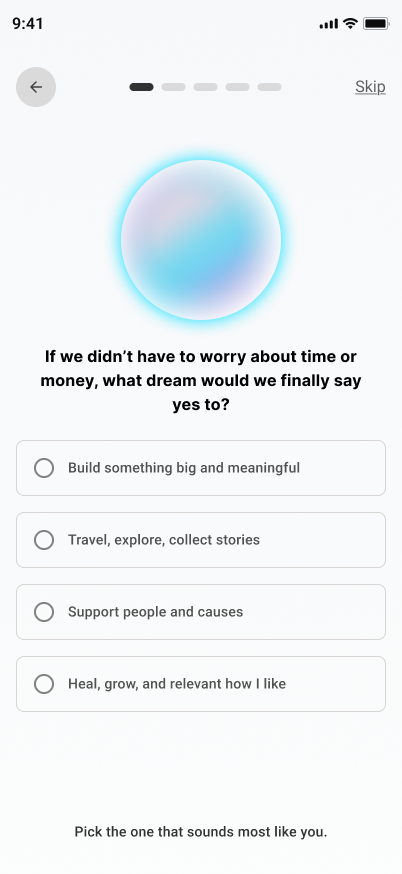 9:41
Skip
If we didn’t have to worry about time or
money, what dream would we finally say
yes to?
Build something big and meaningful
Travel, explore, collect stories
Support people and causes
Heal, grow, and relevant how I like
Pick the one that sounds most like you.